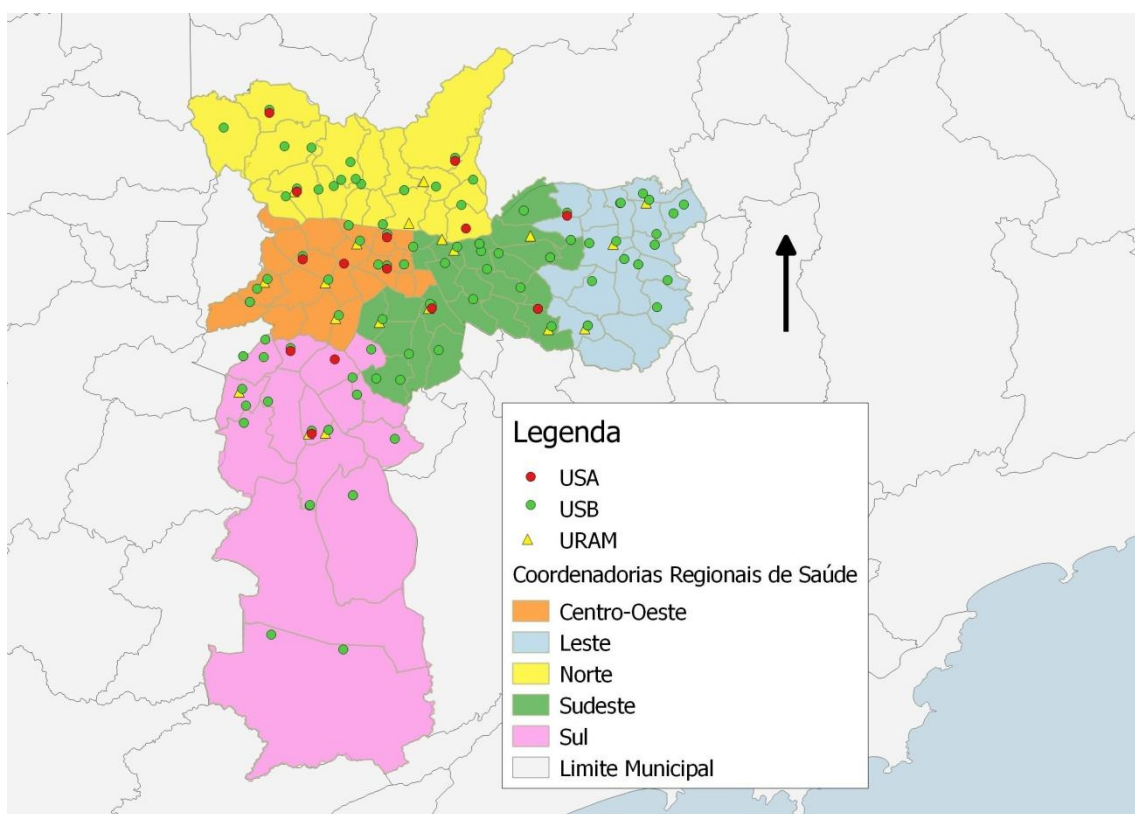 Legenda
USA
USB
URAM
Coordenadorias Regionais de Saúde
Centro-Oeste
Leste
Norte
Sudeste
Sul
Limite Municipal